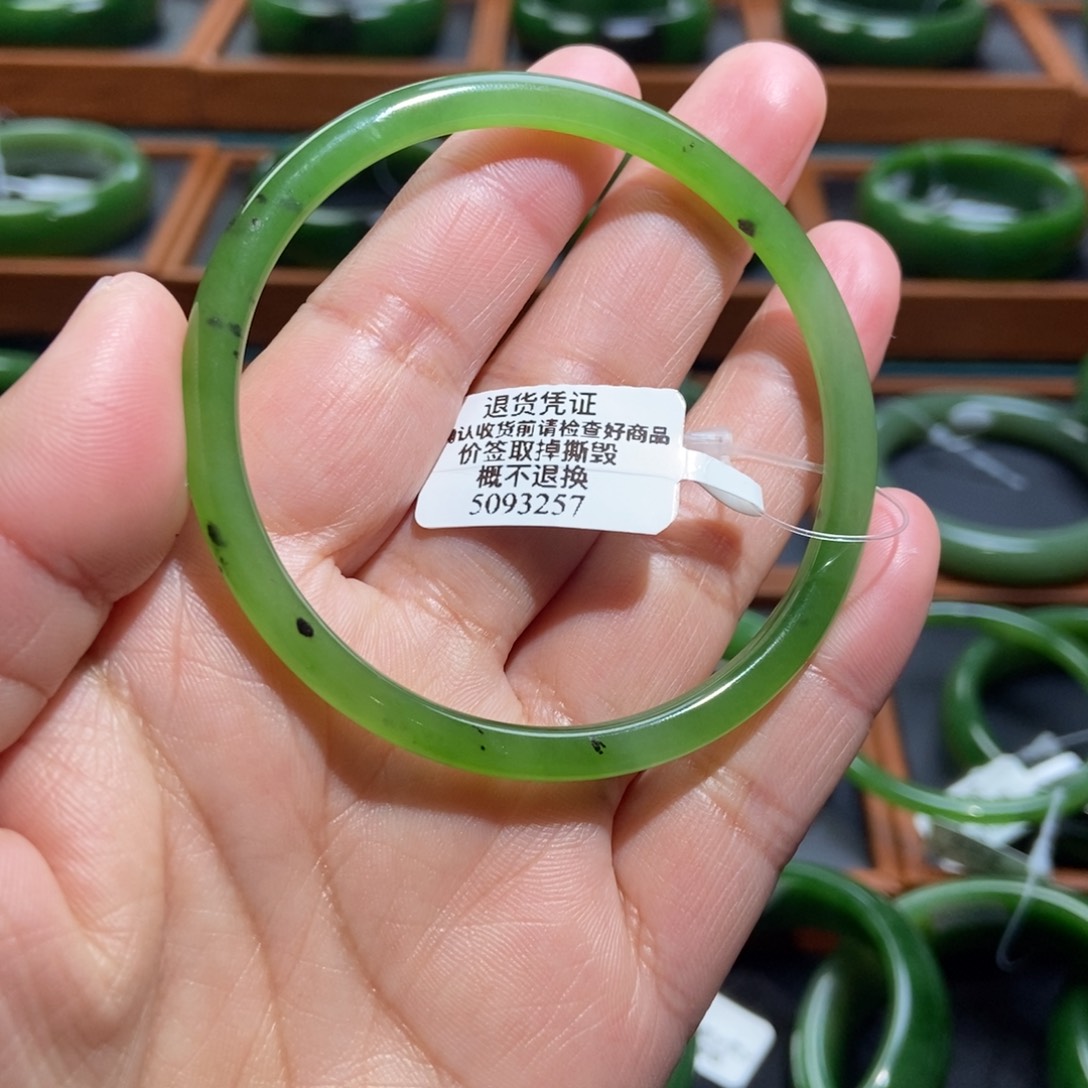 退货凭证
认收货前请检查好商品
价签取掉撕毁
概不退换
5093257